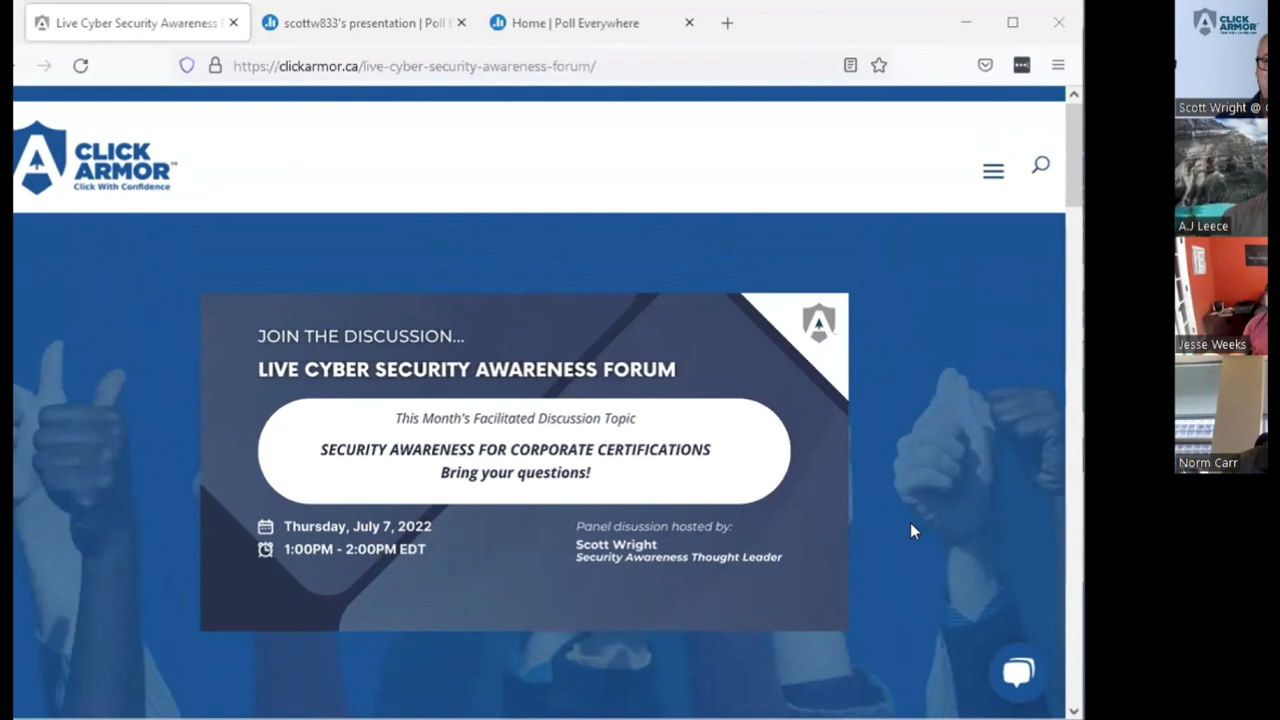 Live Cyber Security Awareness
scottw833's presentation | Poll E
Home | Poll Everywhere
https://clickarmor.ca/live-cyber-security-awareness-forum/
CLICK
ARMOR™
Click With Confidence
JOIN THE DISCUSSION...
LIVE CYBER SECURITY AWARENESS FORUM
This Month's Facilitated Discussion Topic
SECURITY AWARENESS FOR CORPORATE CERTIFICATIONS
Bring your questions!
Thursday, July 7, 2022
1:00PM - 2:00PM EDT
Panel disussion hosted by:
Scott Wright
Security Awareness Thought Leader
CLICK
ARMOR
Scott Wright @
A.J Leece
Jesse Weeks
Norm Carr